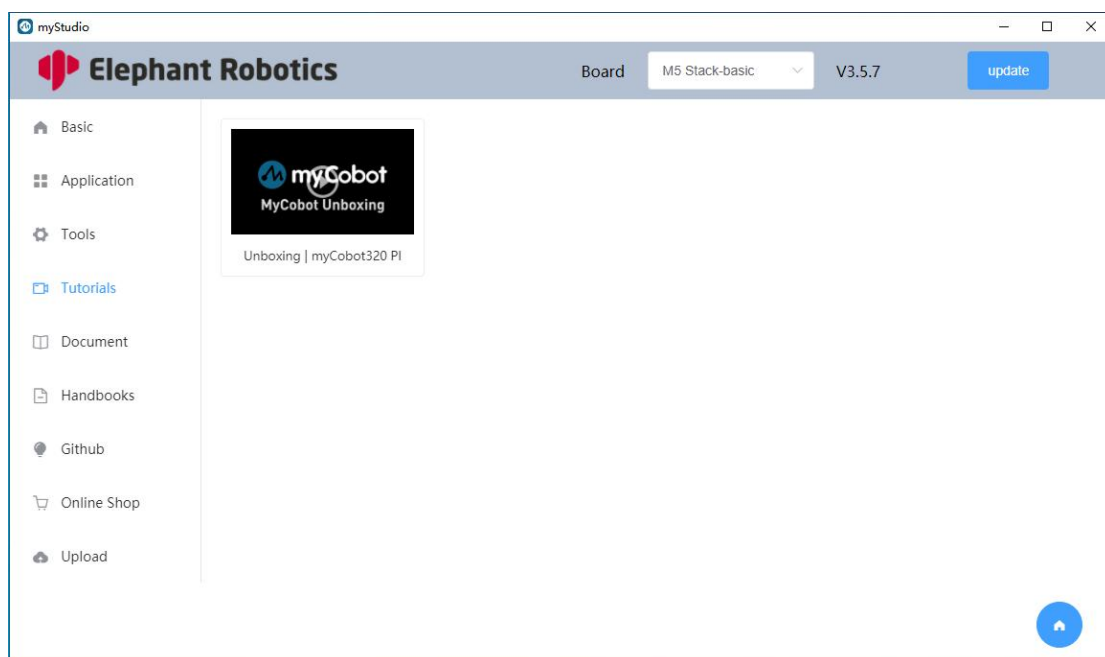 myStudio
Elephant Robotics
Board
M5 Stack-basic
V3.5.7
update
Basic
Application
Tools
Tutorials
Document
Handbooks
Github
Online Shop
Upload
myCobot
MyCobot Unboxing
Unboxing | myCobot320 PI